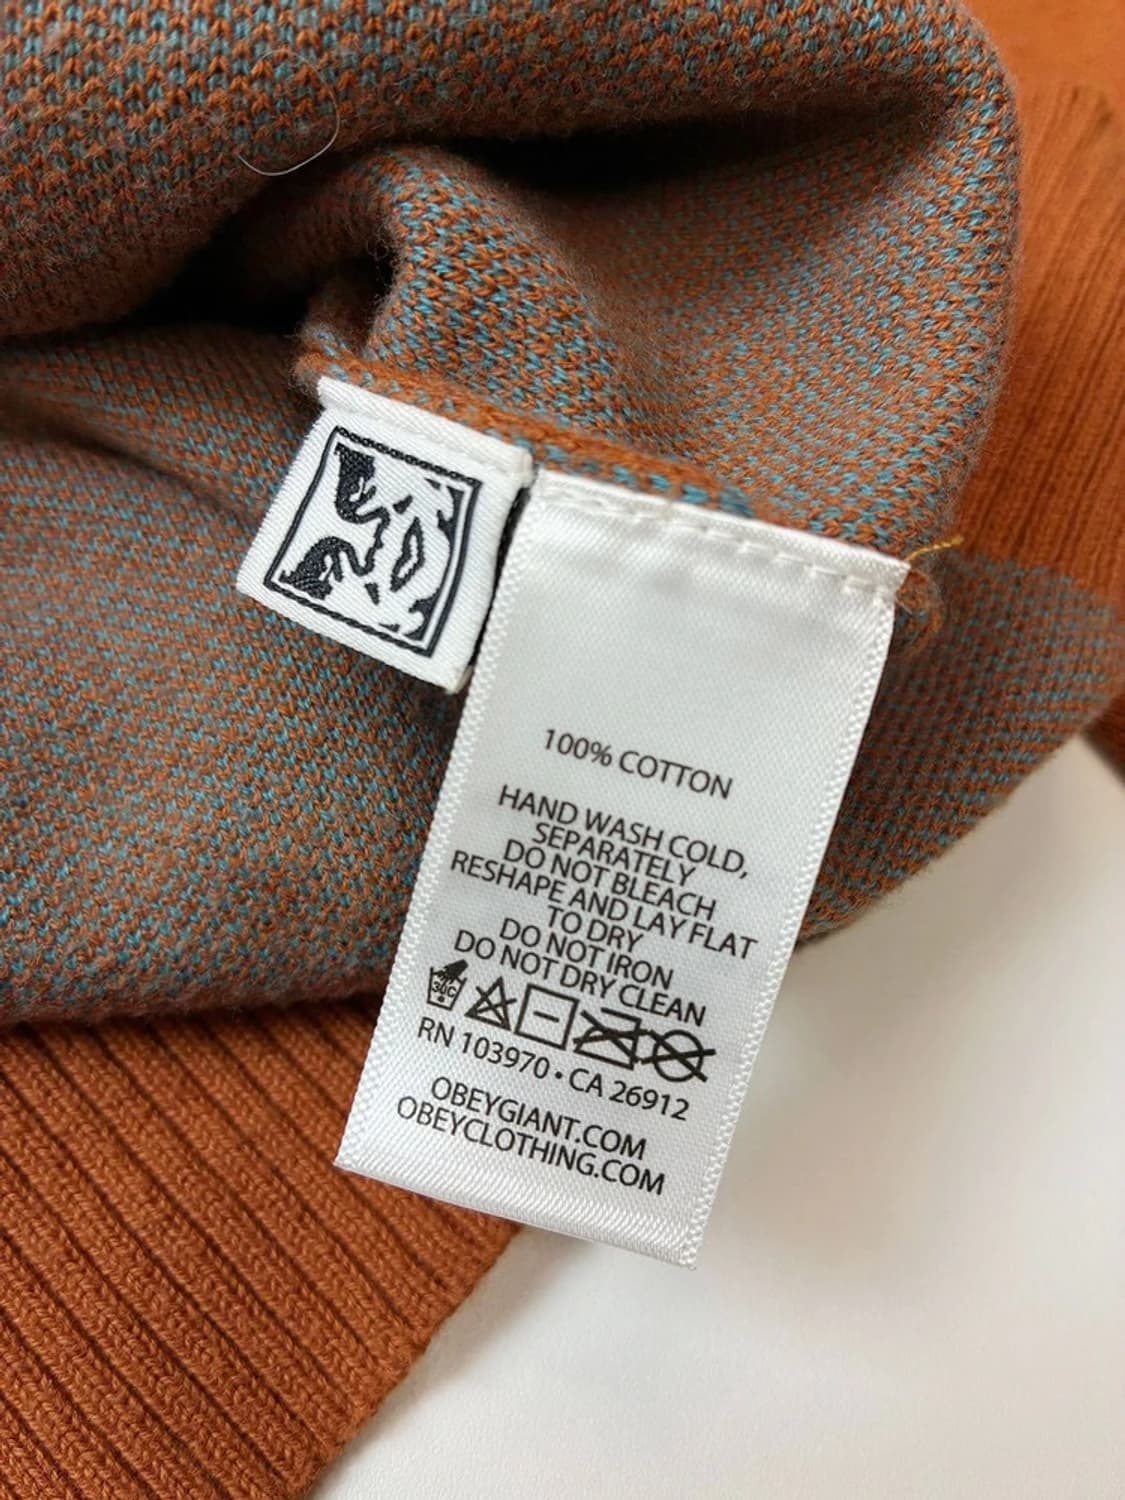 100% COTTON
HAND WASH COLD,
SEPARATELY
DO NOT BLEACH
RESHAPE AND LAY FLAT
TO DRY
DO NOT IRON
DO NOT DRY CLEAN
30C
RN 103970 • CA 26912
OBEYGIANT.COM
OBEYCLOTHING.COM